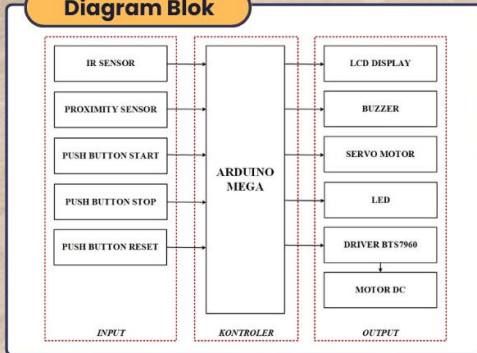 Diagram Blok
IR SENSOR
PROXIMITY SENSOR
PUSH BUTTON START
PUSH BUTTON STOP
PUSH BUTTON RESET
INPUT
ARDUINO
MEGA
KONTROLER
LCD DISPLAY
BUZZER
SERVO MOTOR
LED
DRIVER BTS7960
MOTOR DC
OUTPUT